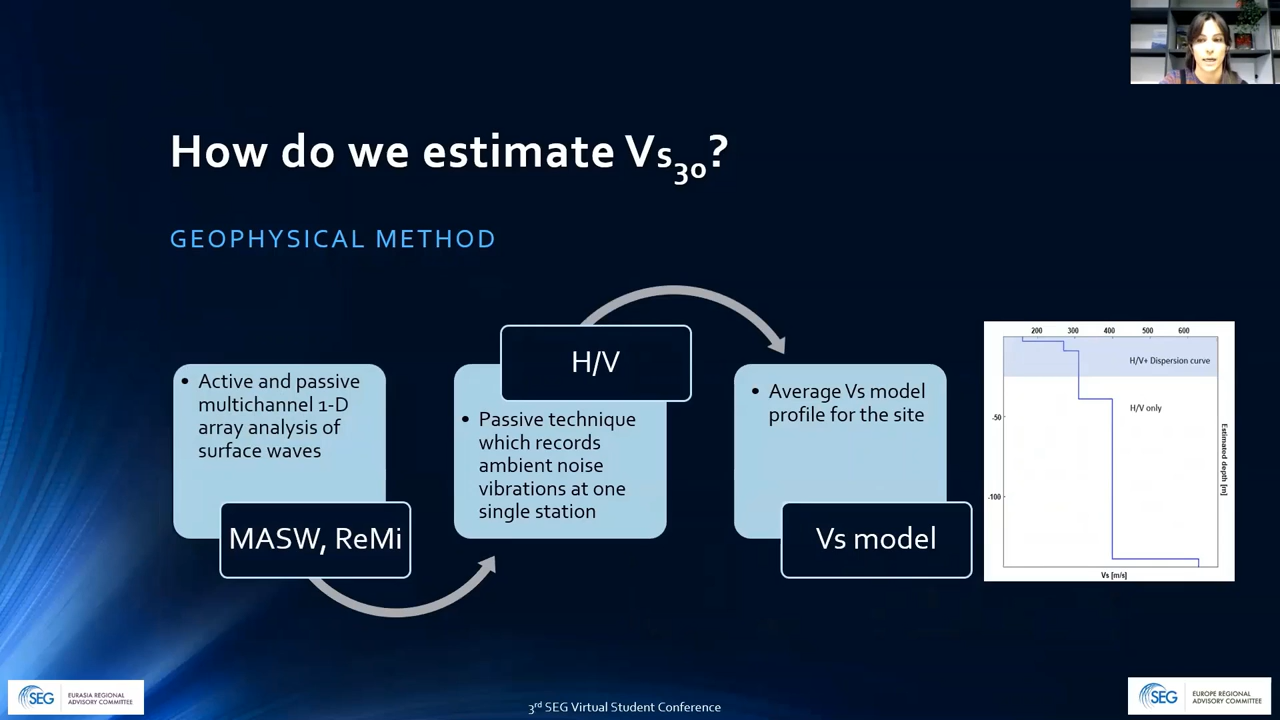 How do we estimate Vs30?
GEOPHYSICAL METHOD
• Active and passive
multichannel 1-D
array analysis of
surface waves
MASW, ReMi
H/V
• Passive technique
which records
ambient noise
vibrations at one
single station
• Average Vs model
profile for the site
Vs model
200 300 400 500 600
H/V+ Dispersion curve
H/V only
-50
-100
Estimated depth [m]
Vs [m/s]
SEG EURASIA REGIONAL
ADVISORY COMMITTEE
3rd SEG Virtual Student Conference
SEG EUROPE REGIONAL
ADVISORY COMMITTEE